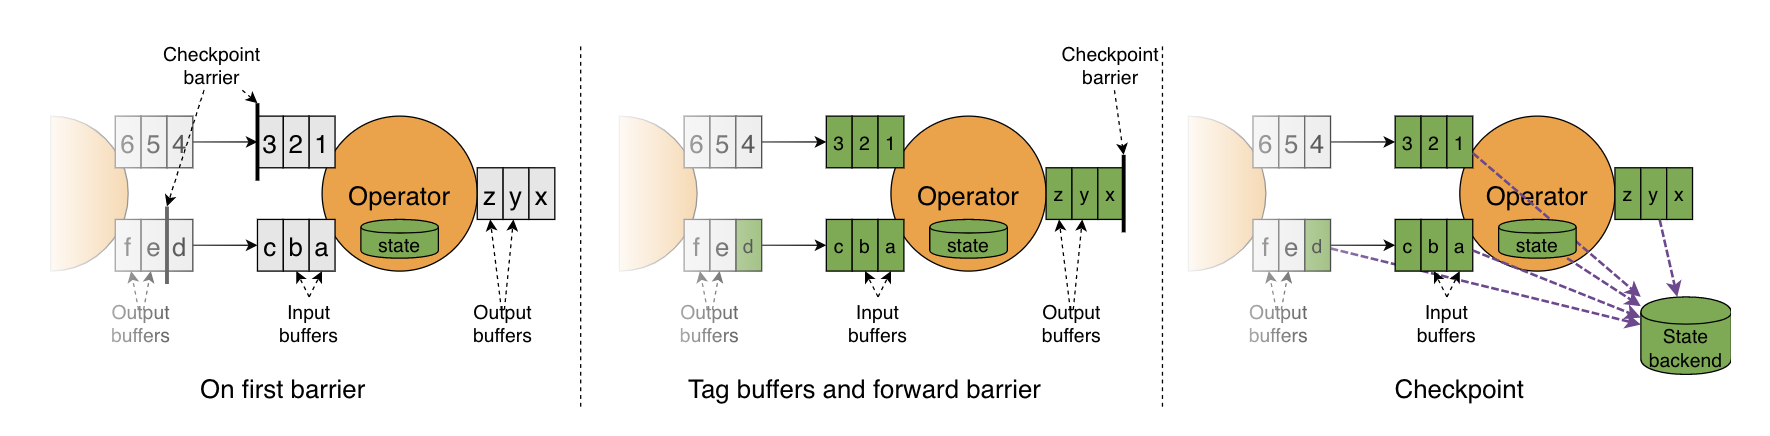 Checkpoint
barrier
6 5 4
3 2 1
Operator
state
z y x
f e d
c b a
Output
buffers
Input
buffers
Output
buffers
On first barrier
Checkpoint
barrier
6 5 4
3 2 1
Operator
state
z y x
f e d
c b a
Output
buffers
Input
buffers
Output
buffers
Tag buffers and forward barrier
6 5 4
3 2 1
Operator
state
z y x
f e d
c b a
Output
buffers
Input
buffers
State
backend
Checkpoint